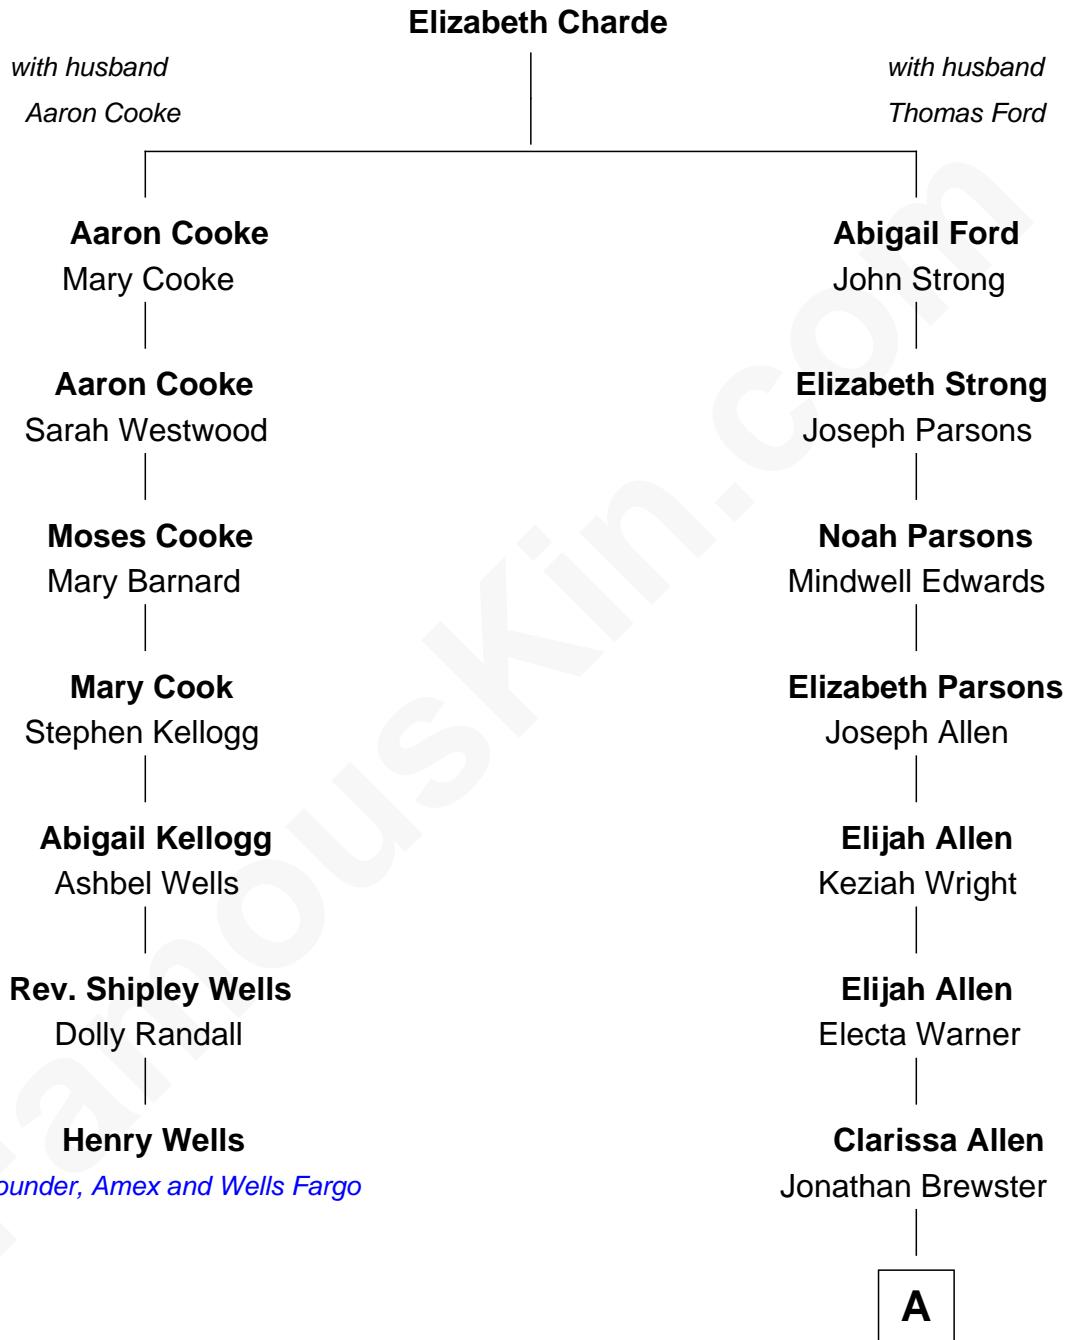 Elizabeth Charde
with husband
Aaron Cooke
with husband
Thomas Ford
Aaron Cooke
Mary Cooke
Abigail Ford
John Strong
Aaron Cooke
Sarah Westwood
Elizabeth Strong
Joseph Parsons
Moses Cooke
Mary Barnard
Noah Parsons
Mindwell Edwards
Mary Cook
Stephen Kellogg
Elizabeth Parsons
Joseph Allen
Abigail Kellogg
Ashbel Wells
Elijah Allen
Keziah Wright
Rev. Shipley Wells
Dolly Randall
Elijah Allen
Electa Warner
Henry Wells
ounder, Amex and Wells Fargo
Clarissa Allen
Jonathan Brewster
A
FamousKin.com